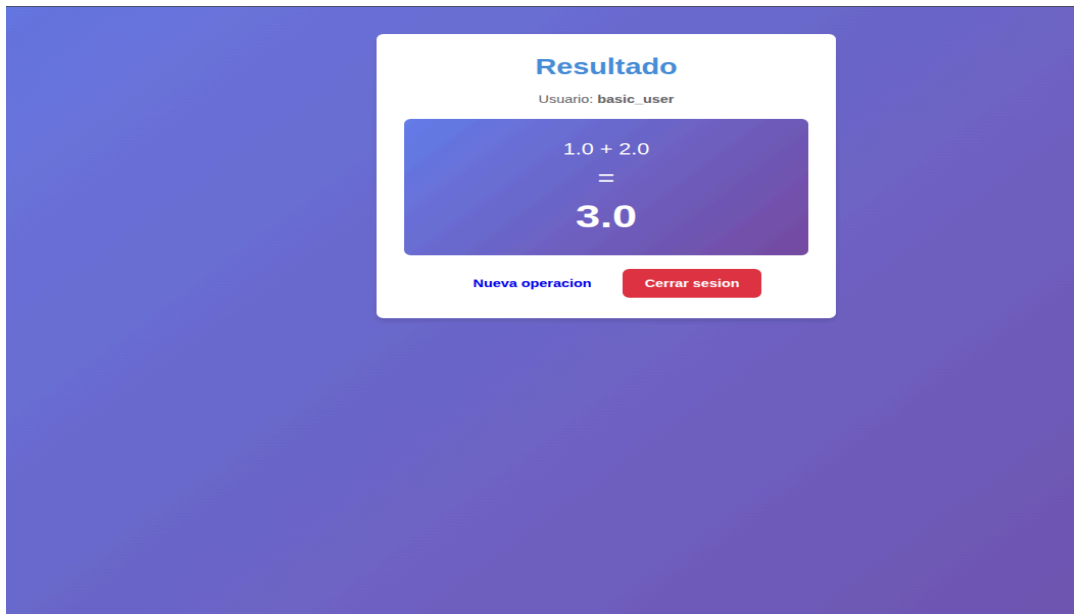 Resultado
Usuario: basic_user
1.0 + 2.0
=
3.0
Nueva operacion
Cerrar sesion